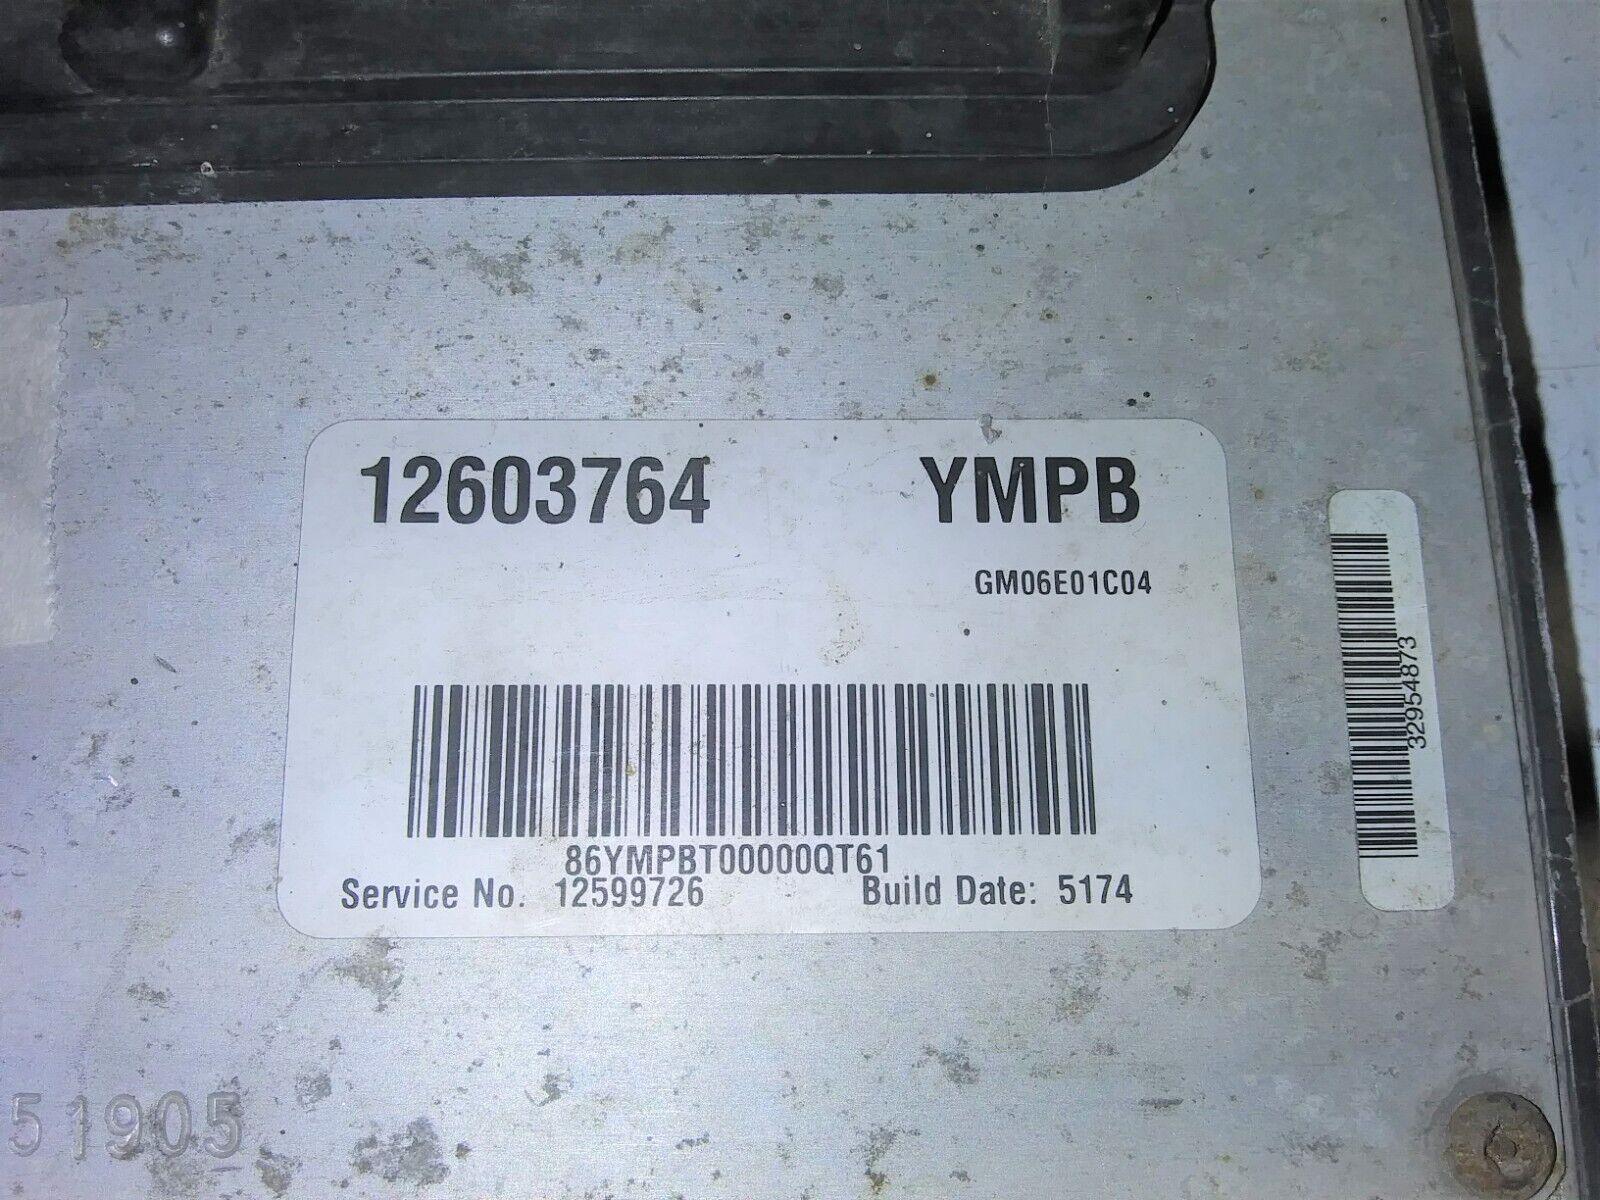 12603764 YMPB
GM06E01C04
86YMPBT00000QT61
Service No. 12599726 Build Date: 5174
32954873
51905